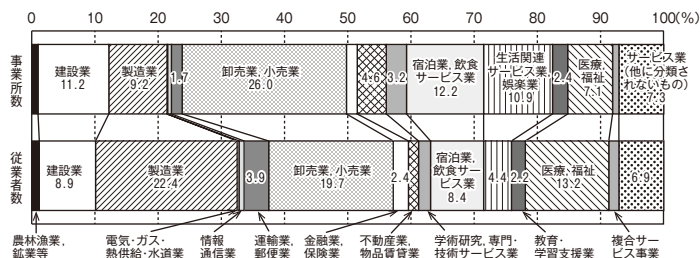 0 10 20 30 40 50 60 70 80 90 100(%)
事業所数
建設業
11.2
製造業
9.2
1.7
卸売業,小売業
26.0
4.6
3.2
宿泊業,飲食
サービス業
12.2
生活関連
サービス業,
娯楽業
10.9
2.4
医療,福祉
7.1
サービス業
(他に分類さ
れないもの)
7.3
従業者数
建設業
8.9
製造業
22.4
3.9
卸売業,小売業
19.7
2.4
宿泊業,
飲食サー
ビス業
8.4
4.4
2.2
医療,福祉
13.2
6.9
0 10 20 30 40 50 60 70 80 90 100
農林漁業,
鉱業等
電気・ガス・
熱供給・水道業
情報
通信業
運輸業,
郵便業
金融業,
保険業
不動産業,
物品賃貸業
学術研究,専門・
技術サービス業
教育・
学習支援業
複合サー
ビス事業